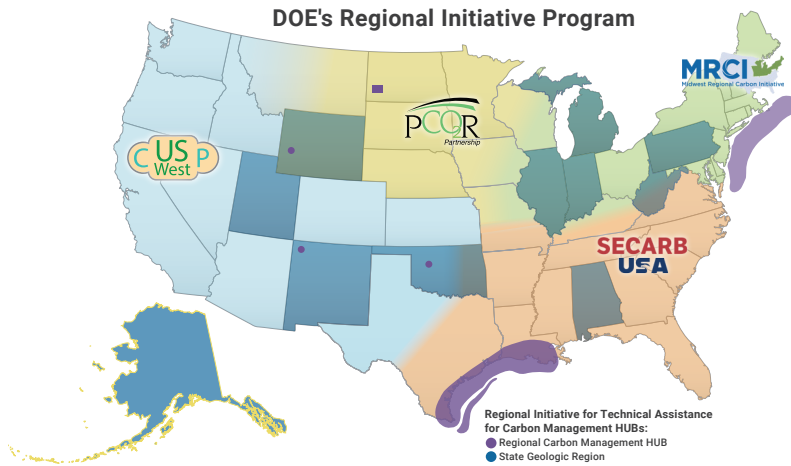 DOE's Regional Initiative Program
MRCI
Midwest Regional Carbon Initiative
PCOR
Partnership
CUSP
West
SECARB
USA
Regional Initiative for Technical Assistance
for Carbon Management HUBs:
Regional Carbon Management HUB
State Geologic Region